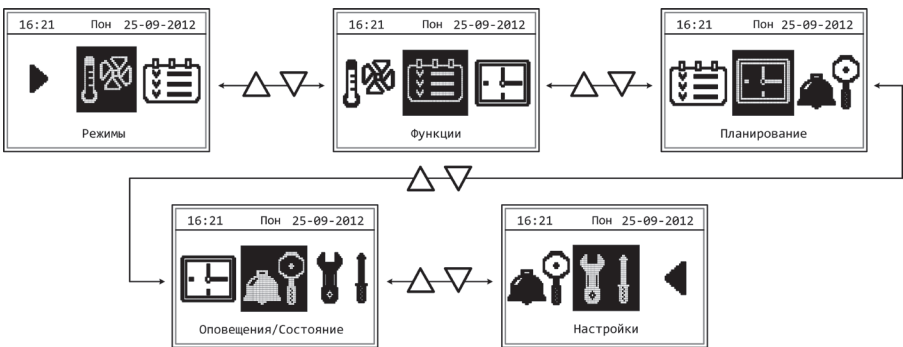 16:21 Пон 25-09-2012
Режимы
16:21 Пон 25-09-2012
Функции
16:21 Пон 25-09-2012
Планирование
16:21 Пон 25-09-2012
Оповещения/Состояние
16:21 Пон 25-09-2012
Настройки